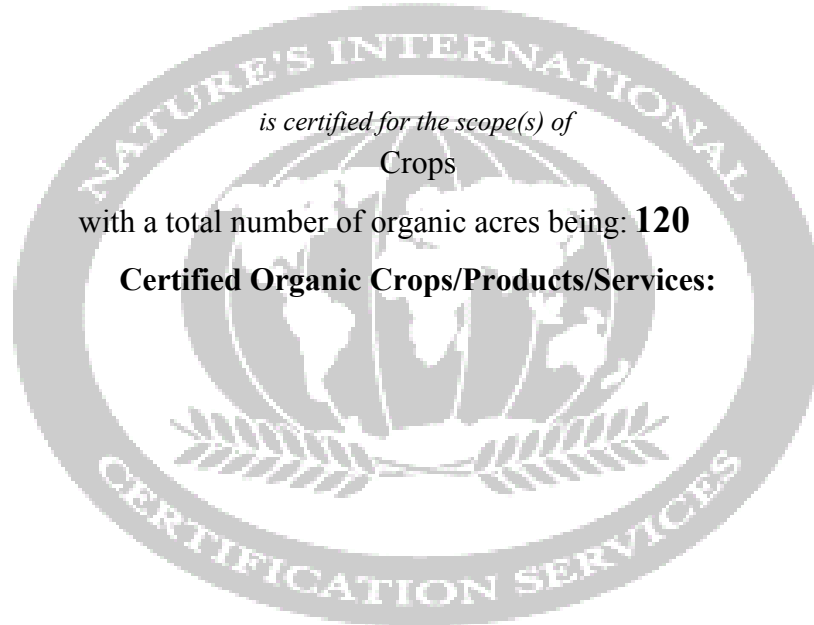 NATURE'S INTERNATIONAL
is certified for the scope(s) of
Crops
with a total number of organic acres being: 120
Certified Organic Crops/Products/Services:
CERTIFICATION SERVICES